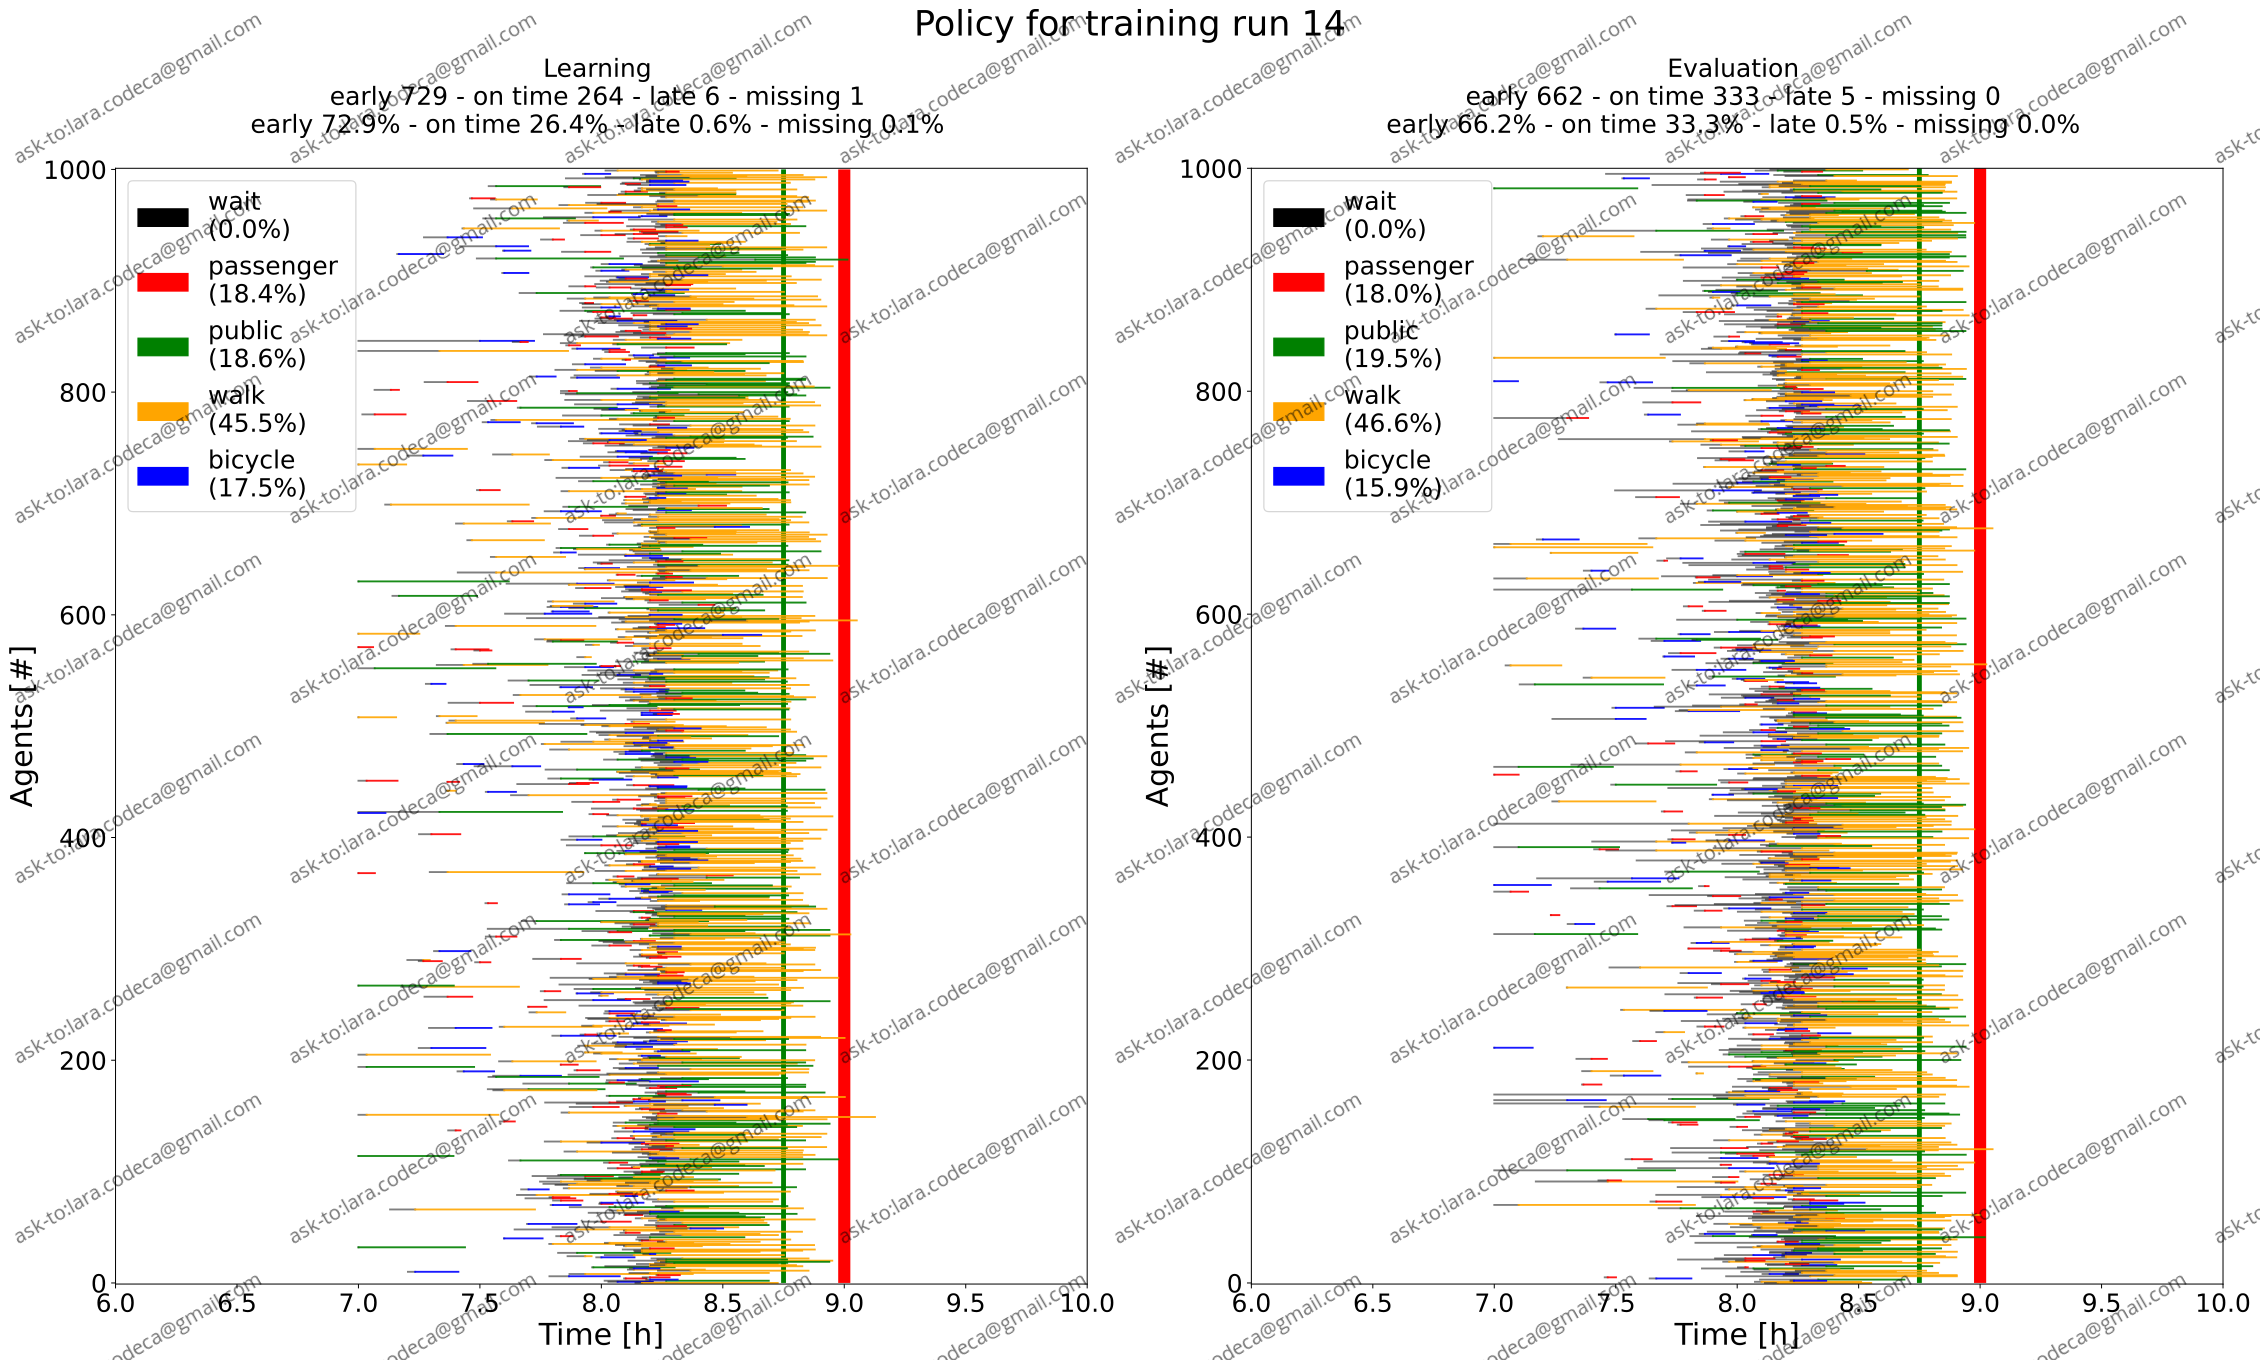 Policy for training run 14
Learning
early 729 - on time 264 - late 6 - missing 1
early 72.9% - on time 26.4% - late 0.6% - missing 0.1%
1000
800
600
400
200
0
Agents [#]
wait
(0.0%)
passenger
(18.4%)
public
(18.6%)
walk
(45.5%)
bicycle
(17.5%)
6.0 6.5 7.0 7.5 8.0 8.5 9.0 9.5 10.0
Time [h]
Evaluation
early 662 - on time 333 - late 5 - missing 0
early 66.2% - on time 33.3% - late 0.5% - missing 0.0%
1000
800
600
400
200
0
Agents [#]
wait
(0.0%)
passenger
(18.0%)
public
(19.5%)
walk
(46.6%)
bicycle
(15.9%)
6.0 6.5 7.0 7.5 8.0 8.5 9.0 9.5 10.0
Time [h]
ask-to:lara.codeca@gmail.com